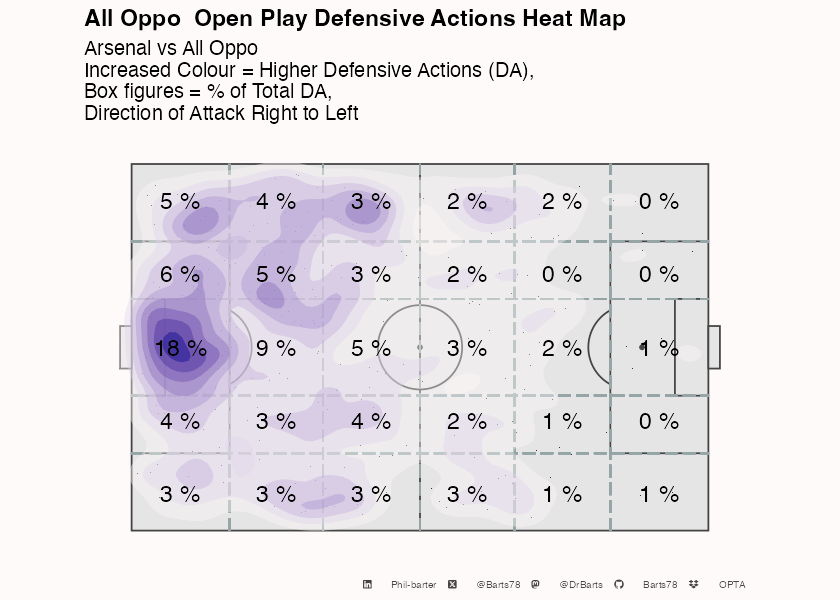 All Oppo  Open Play Defensive Actions Heat Map
Arsenal vs All Oppo
Increased Colour = Higher Defensive Actions (DA),
Box figures = % of Total DA,
Direction of Attack Right to Left
5 % 4 % 3 % 2 % 2 % 0 %
6 % 5 % 3 % 2 % 0 % 0 %
18 % 9 % 5 % 3 % 2 % 1 %
4 % 3 % 4 % 2 % 1 % 0 %
3 % 3 % 3 % 3 % 1 % 1 %
Phil-barter @Barts78 @DrBarts Barts78 OPTA